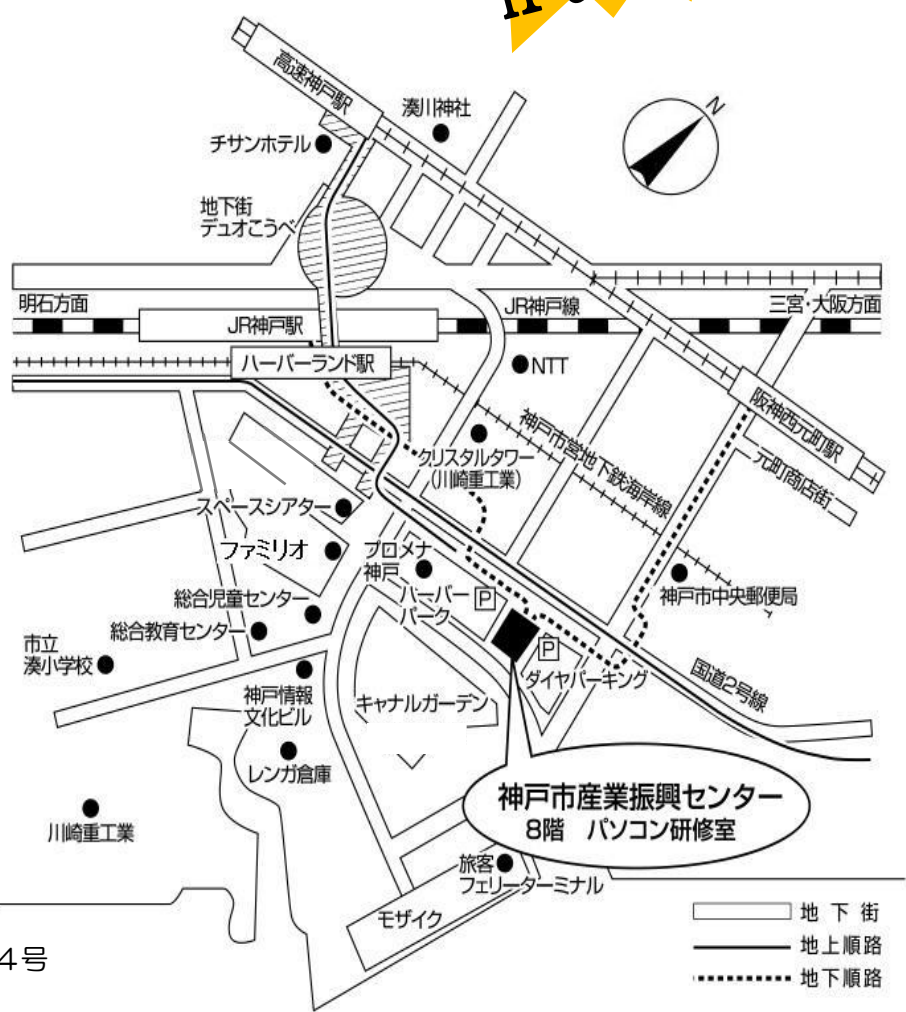 高速神戸駅
湊川神社
N
チサンホテル
地下街
デュオこうべ
明石方面
JR神戸駅
JR神戸線
三宮・大阪方面
ハーバーランド駅
NTT
阪神西元町駅
神戸市営地下鉄海岸線
元町商店街
クリスタルタワー
(川崎重工業)
スペースシアター
ファミリオ
プロメナ
神戸
ハーバー
パーク
P
神戸市中央郵便局
総合児童センター
総合教育センター
市立
湊小学校
P
ダイヤパーキング
国道2号線
神戸情報
文化ビル
キャナルガーデン
レンガ倉庫
神戸市産業振興センター
8階 パソコン研修室
川崎重工業
旅客
フェリーターミナル
モザイク
地下街
地上順路
地下順路
4号